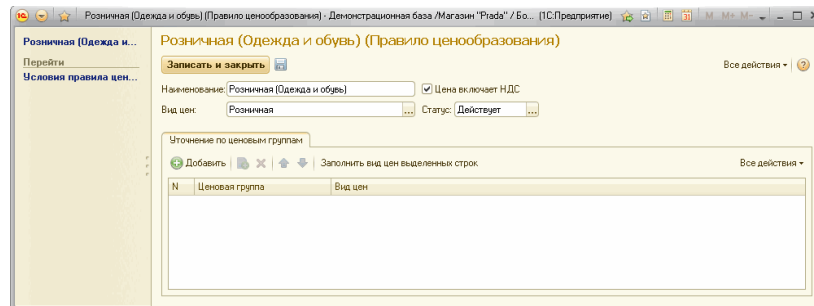 Розничная (Одежда и обувь) (Правило ценообразования) - Демонстрационная база /Магазин "Prada" / Бо... (1С:Предприятие) M M+ M-
Розничная (Одежда и...
Перейти
Условия правила цен...
Розничная (Одежда и обувь) (Правило ценообразования)
Записать и закрыть Все действия
Наименование: Розничная (Одежда и обувь) Цена включает НДС
Вид цен: Розничная ... Статус: Действует ...
Уточнение по ценовым группам
Добавить Заполнить вид цен выделенных строк Все действия
N Ценовая группа Вид цен